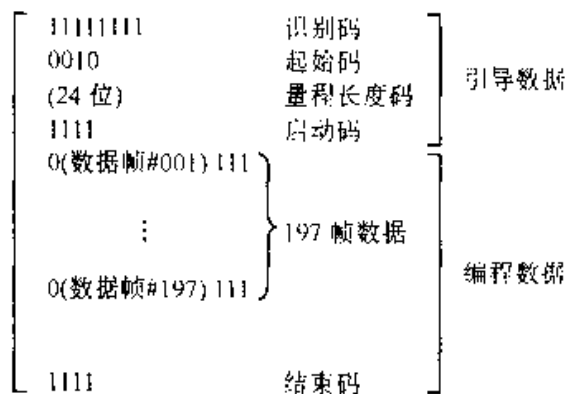 11111111 识别码
0010 起始码
(24 位) 量程长度码
1111 启动码
引导数据
0(数据帧#001) 111
⋮
197 帧数据
0(数据帧#197) 111
编程数据
1111 结束码